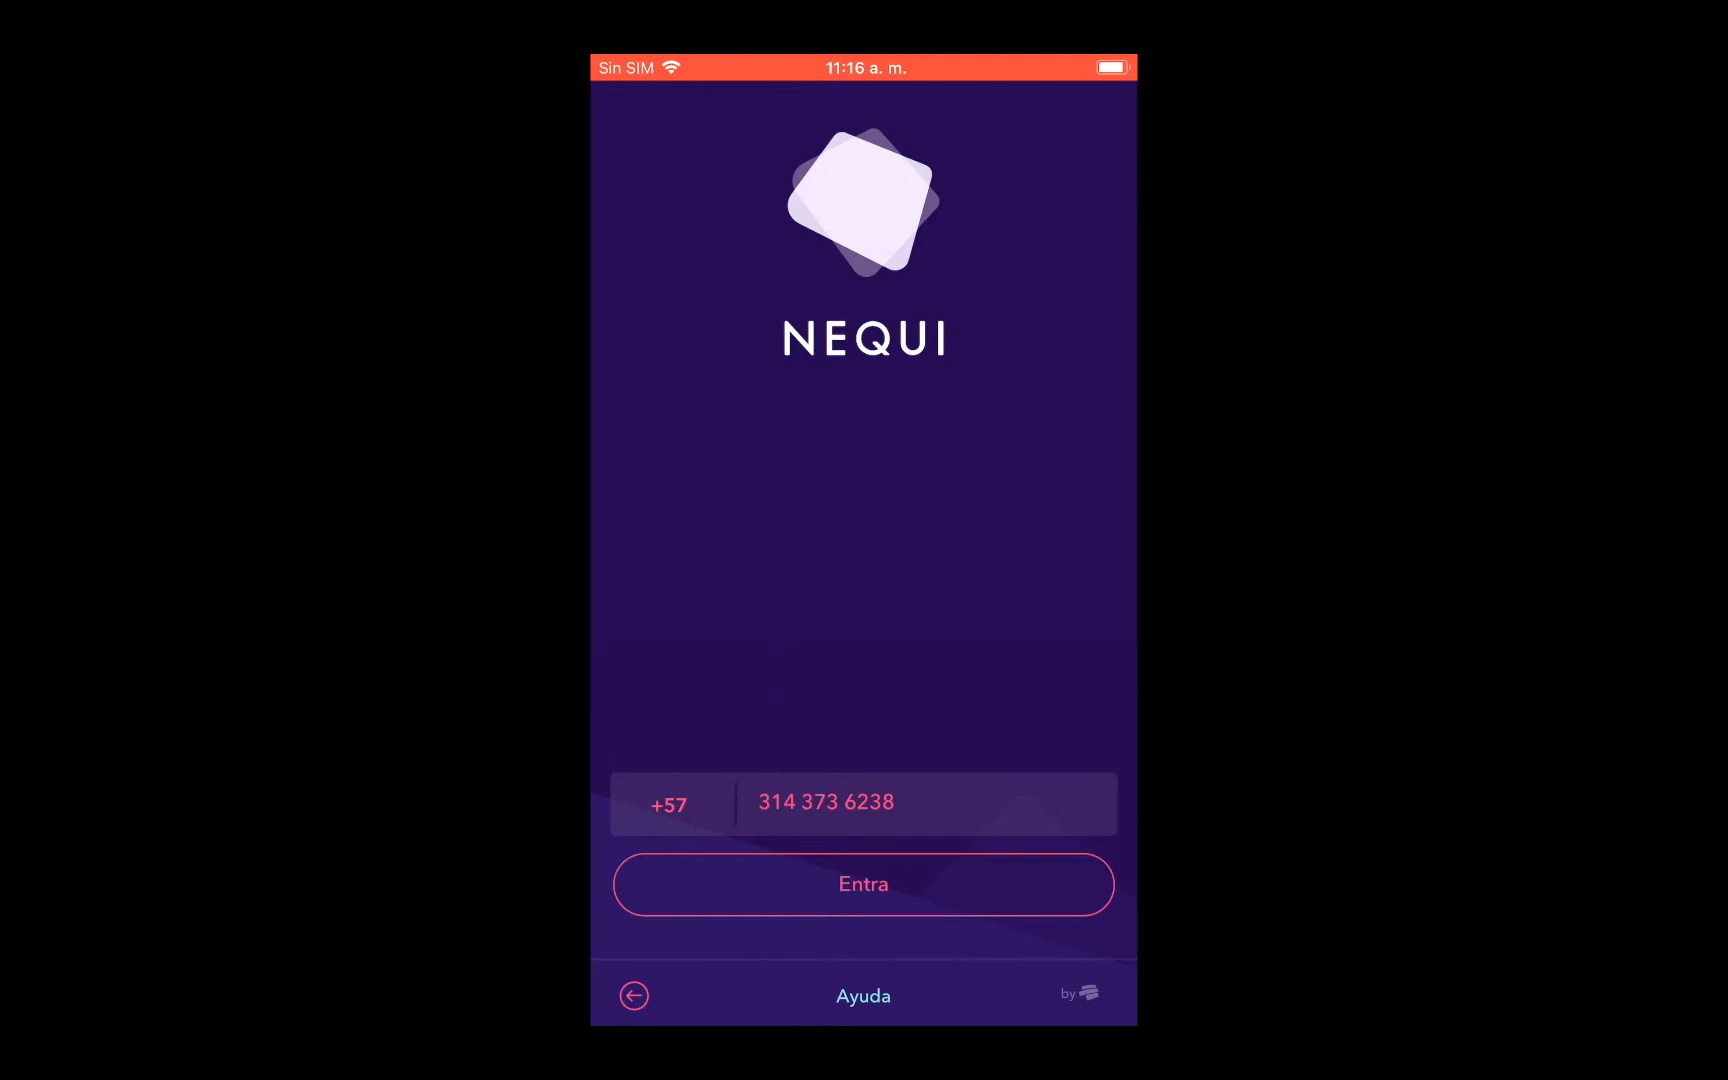 Sin SIM 11:16 a. m.
NEQUI
+57 314 373 6238
Entra
Ayuda by